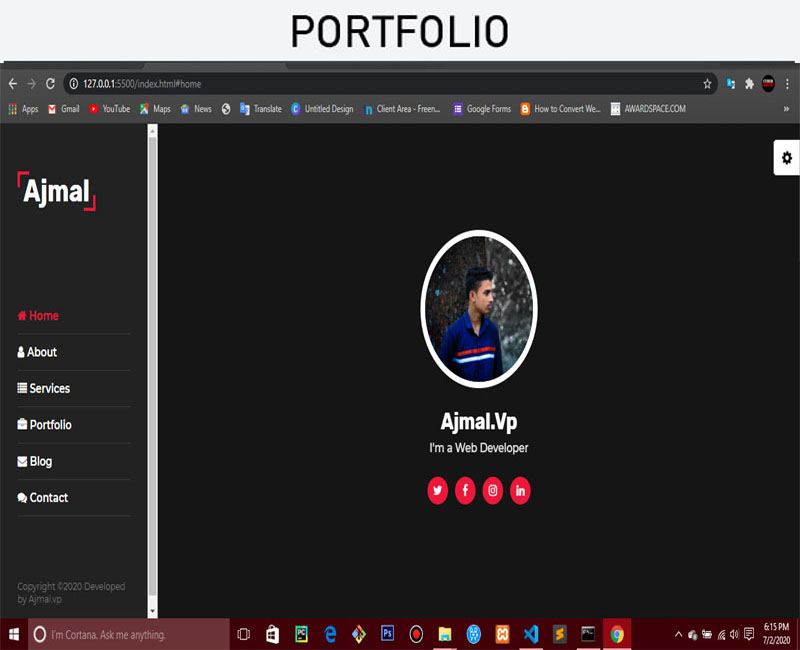 PORTFOLIO
127.0.0.1:5500/index.html#home
Apps Gmail YouTube Maps News Translate Untitled Design Client Area - Freen... Google Forms How to Convert We... AWARDSPACE.COM »
Ajmal
Home
About
Services
Portfolio
Blog
Contact
Copyright ©2020 Developed
by Ajmal.vp
Ajmal.Vp
I'm a Web Developer
I'm Cortana. Ask me anything.
6:15 PM
7/2/2020